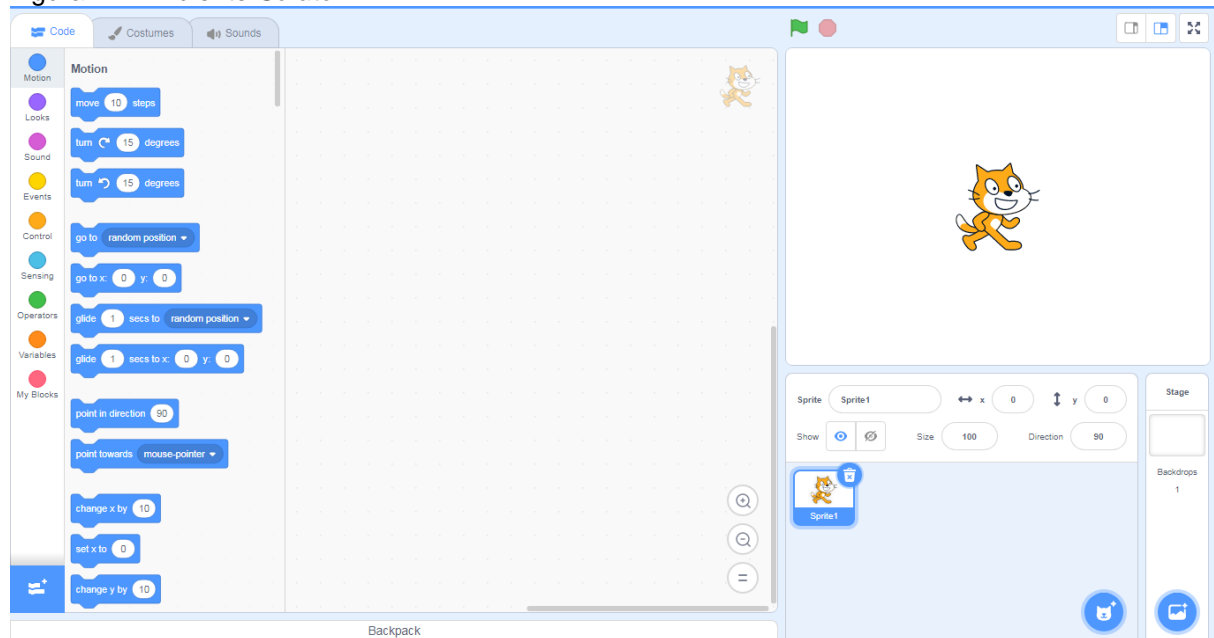 Code
Costumes
Sounds
Motion
Looks
Sound
Events
Control
Sensing
Operators
Variables
My Blocks
Motion
move 10 steps
turn 15 degrees
turn 15 degrees
go to random position
go to x: 0 y: 0
glide 1 secs to random position
glide 1 secs to x: 0 y: 0
point in direction 90
point towards mouse-pointer
change x by 10
set x to 0
change y by 10
Backpack
Sprite Sprite1 x 0 y 0
Show Size 100 Direction 90
Sprite1
Stage
Backdrops
1